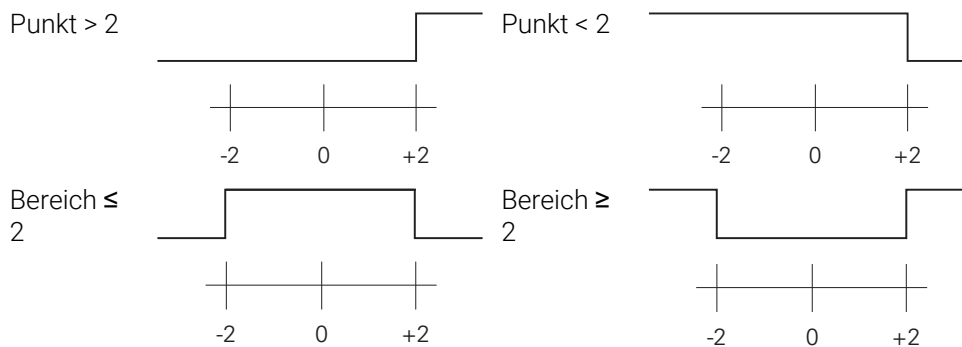 Punkt > 2
-2 0 +2
Punkt < 2
-2 0 +2
Bereich ≤
2
-2 0 +2
Bereich ≥
2
-2 0 +2